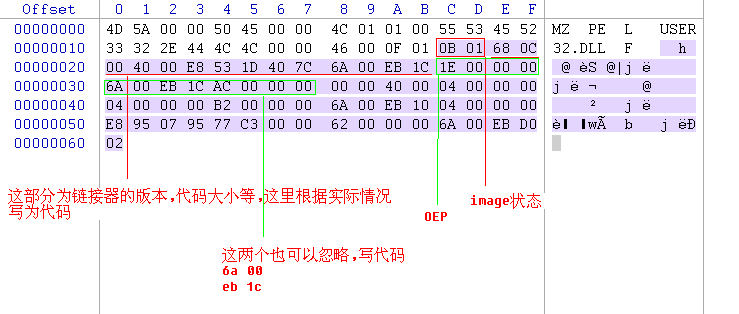 Offset 0 1 2 3 4 5 6 7 8 9 A B C D E F
00000000 4D 5A 00 00 50 45 00 00 4C 01 01 00 55 53 45 52 MZ PE L USER
00000010 33 32 2E 44 4C 4C 00 00 46 00 0F 01 0B 01 68 0C 32.DLL F h
00000020 00 40 00 E8 53 1D 40 7C 6A 00 EB 1C 1E 00 00 00 @ èS @|j ë
00000030 6A 00 EB 1C AC 00 00 00 00 00 40 00 04 00 00 00 j ë ¬ @
00000040 04 00 00 00 B2 00 00 00 6A 00 EB 10 04 00 00 00 ² j ë
00000050 E8 95 07 95 77 C3 00 00 62 00 00 00 6A 00 EB D0 è wÃ b j ëÐ
00000060 02
这部分为链接器的版本,代码大小等,这里根据实际情况
写为代码
OEP
image状态
这两个也可以忽略,写代码
6a 00
eb 1c